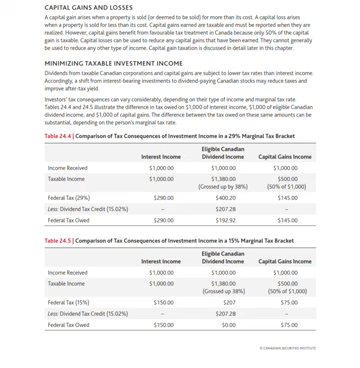 CAPITAL GAINS AND LOSSES
A capital gain arises when a property is sold (or deemed to be sold) for more than its cost. A capital loss arises
when a property is sold for less than its cost. Capital gains earned are taxable and must be reported when they are
realized. However, capital gains benefit from favourable tax treatment in Canada because only 50% of the capital
gain is taxable. Capital losses can be used to reduce any capital gains that have been earned. They cannot generally
be used to reduce any other type of income. Capital gain taxation is discussed in detail later in this chapter.
MINIMIZING TAXABLE INVESTMENT INCOME
Dividends from taxable Canadian corporations and capital gains are subject to lower tax rates than interest income.
Accordingly, a shift from interest-bearing investments to dividend-paying Canadian stocks may reduce taxes and
improve after-tax yield.
Investors' tax consequences can vary considerably, depending on their type of income and marginal tax rate.
Tables 24.4 and 24.5 illustrate the difference in tax owed on $1,000 of interest income, $1,000 of eligible Canadian
dividend income, and $1,000 of capital gains. The difference between the tax owed on these same amounts can be
substantial, depending on the person's marginal tax rate.
Table 24.4 | Comparison of Tax Consequences of Investment Income in a 29% Marginal Tax Bracket
Interest Income Eligible Canadian Dividend Income Capital Gains Income
Income Received $1,000.00 $1,000.00 $1,000.00
Taxable Income $1,000.00 $1,380.00 $500.00
(Grossed up by 38%) (50% of $1,000)
Federal Tax (29%) $290.00 $400.20 $145.00
Less: Dividend Tax Credit (15.02%) – $207.28 –
Federal Tax Owed $290.00 $192.92 $145.00
Table 24.5 | Comparison of Tax Consequences of Investment Income in a 15% Marginal Tax Bracket
Interest Income Eligible Canadian Dividend Income Capital Gains Income
Income Received $1,000.00 $1,000.00 $1,000.00
Taxable Income $1,000.00 $1,380.00 $500.00
(Grossed up 38%) (50% of $1,000)
Federal Tax (15%) $150.00 $207 $75.00
Less: Dividend Tax Credit (15.02%) – $207.28 –
Federal Tax Owed $150.00 $0.00 $75.00
© CANADIAN SECURITIES INSTITUTE